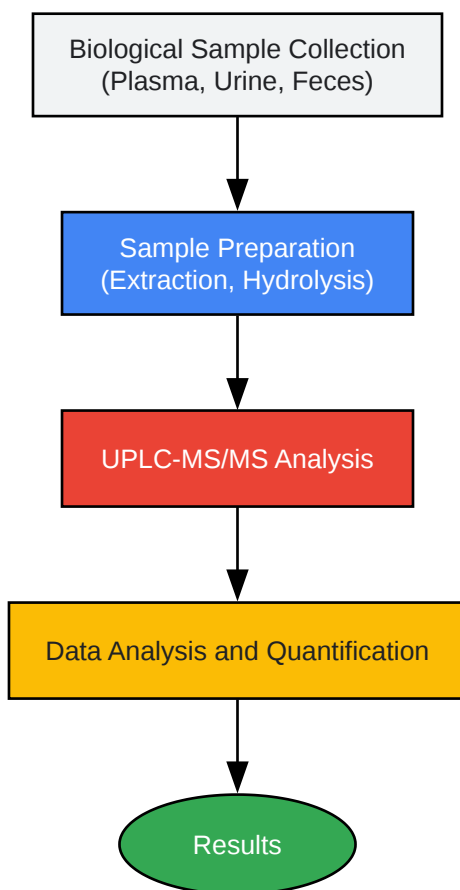 Biological Sample Collection
(Plasma, Urine, Feces)
Sample Preparation
(Extraction, Hydrolysis)
UPLC-MS/MS Analysis
Data Analysis and Quantification
Results